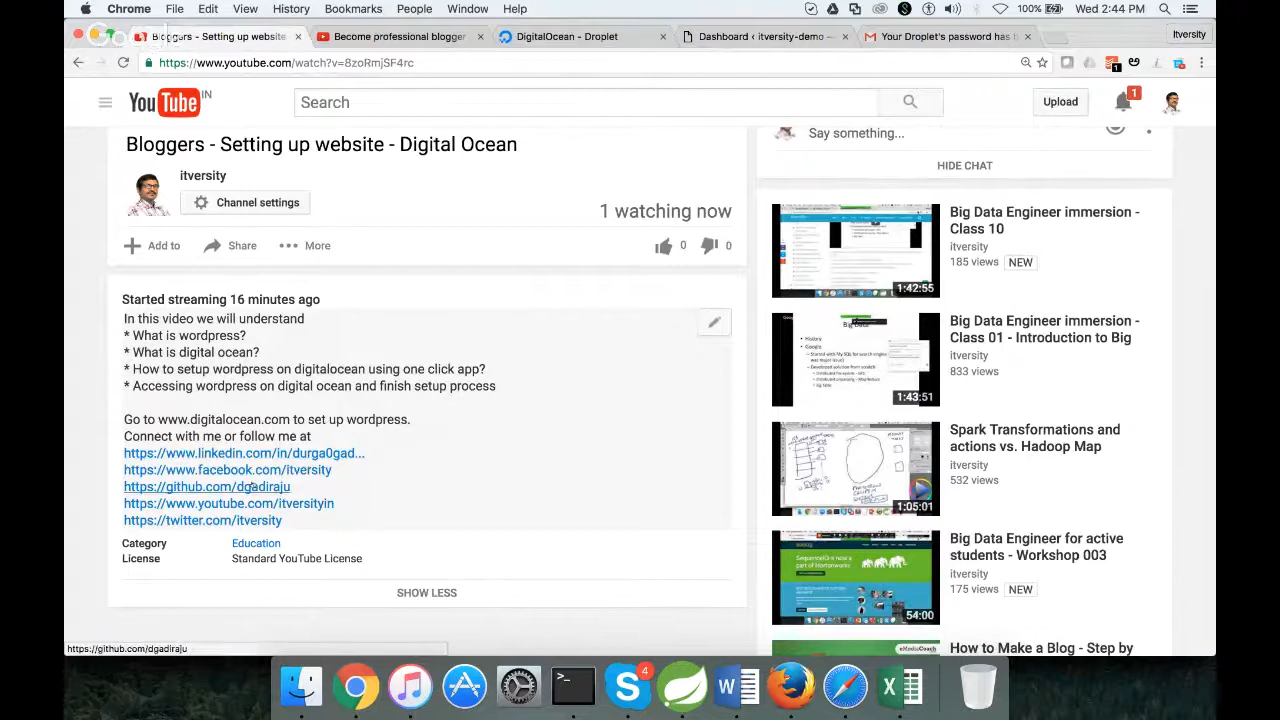 Chrome File Edit View History Bookmarks People Window Help
100% Wed 2:44 PM
Bloggers - Setting up website
Become professional blogger
DigitalOcean - Droplet
Dashboard ‹ itversity-demo —
Your Droplet's password has b
Itversity
https://www.youtube.com/watch?v=8zoRmjSF4rc
YouTube IN
Search
Upload
1
Bloggers - Setting up website - Digital Ocean
itversity
Channel settings
1 watching now
Add to Share More
0 0
Started streaming 16 minutes ago
In this video we will understand
* What is wordpress?
* What is digital ocean?
* How to setup wordpress on digitalocean using one click app?
* Accessing wordpress on digital ocean and finish setup process
Go to www.digitalocean.com to set up wordpress.
Connect with me or follow me at
https://www.linkedin.com/in/durga0gad...
https://www.facebook.com/itversity
https://github.com/dgadiraju
https://www.youtube.com/itversityin
https://twitter.com/itversity
Category Education
License Standard YouTube License
SHOW LESS
Say something...
HIDE CHAT
Big Data Engineer immersion -
Class 10
itversity
185 views NEW
1:42:55
Big Data Engineer immersion -
Class 01 - Introduction to Big
itversity
833 views
1:43:51
Spark Transformations and
actions vs. Hadoop Map
itversity
532 views
1:05:01
Big Data Engineer for active
students - Workshop 003
itversity
175 views NEW
54:00
How to Make a Blog - Step by
https://github.com/dgadiraju
4